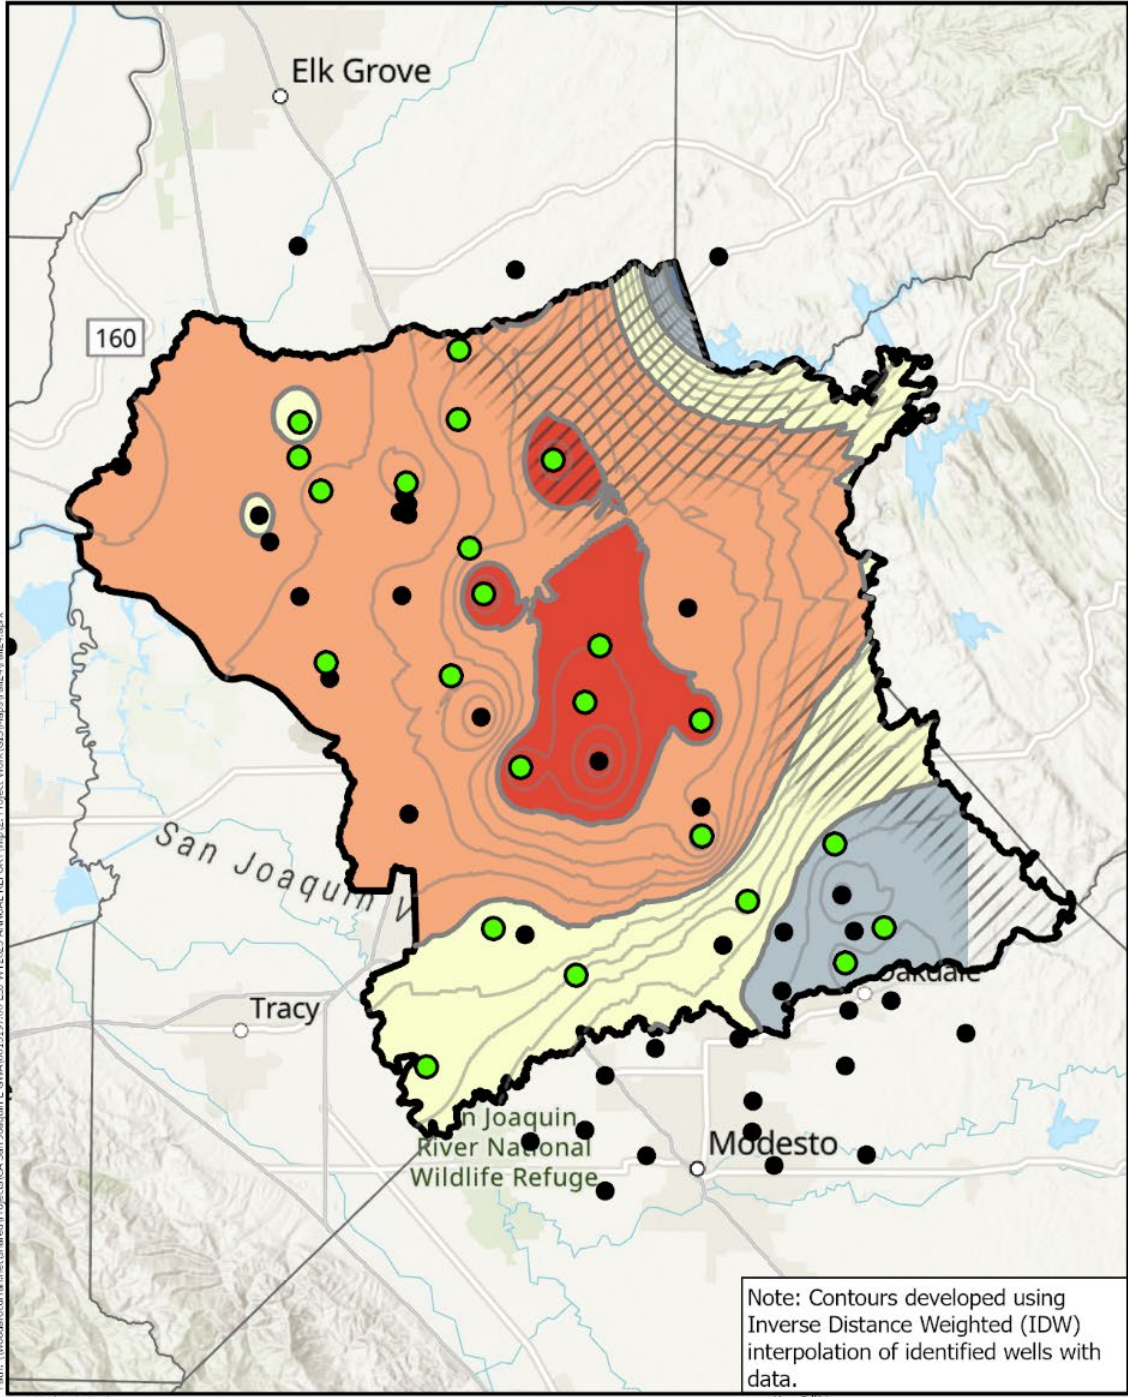 Elk Grove
160
San Joaquin V
Oakdale
Tracy
n Joaquin
River National
Wildlife Refuge
Modesto
Note: Contours developed using
Inverse Distance Weighted (IDW)
interpolation of identified wells with
data.